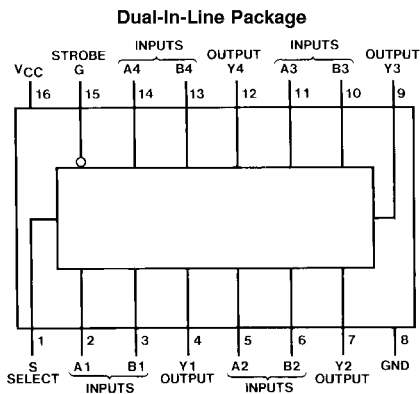 Dual-In-Line Package
INPUTS INPUTS
STROBE OUTPUT OUTPUT
VCC G A4 B4 Y4 A3 B3 Y3
16 15 14 13 12 11 10 9
1 2 3 4 5 6 7 8
S A1 B1 Y1 A2 B2 Y2 GND
SELECT INPUTS OUTPUT INPUTS OUTPUT